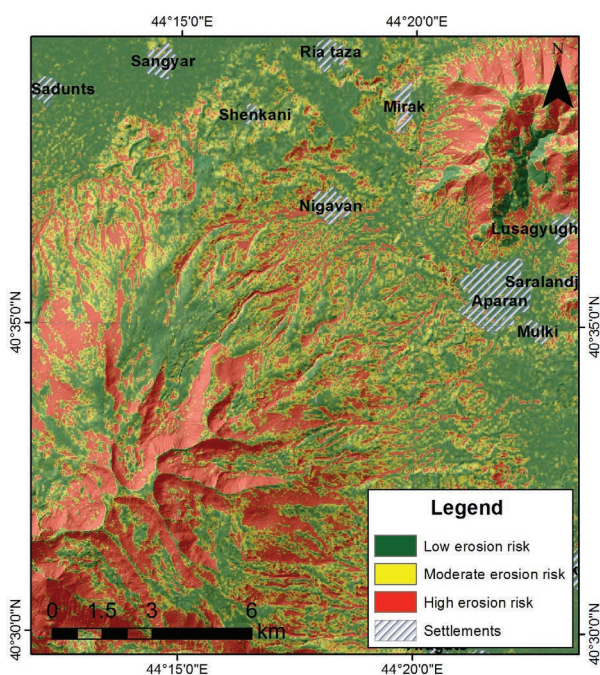 44°15'0"E 44°20'0"E
N
Ria taza
Sangyar
Sadunts
Mirak
Shenkani
Nigavan
Lusagyugh
Saralandj
Aparan
Mulki
40°35'0"N 40°35'0"N
Legend
Low erosion risk
Moderate erosion risk
High erosion risk
Settlements
0 1.5 3 6
km
40°30'0"N 40°30'0"N
44°15'0"E 44°20'0"E